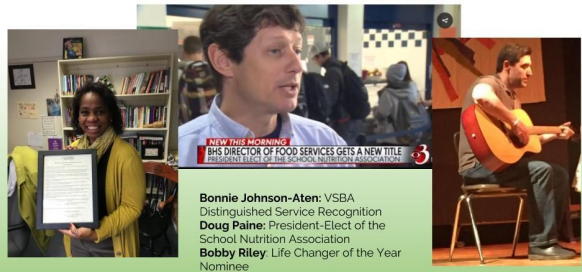 NEW THIS MORNING
BHS DIRECTOR OF FOOD SERVICES GETS A NEW TITLE
PRESIDENT ELECT OF THE SCHOOL NUTRITION ASSOCIATION
3
Bonnie Johnson-Aten: VSBA
Distinguished Service Recognition
Doug Paine: President-Elect of the
School Nutrition Association
Bobby Riley: Life Changer of the Year
Nominee